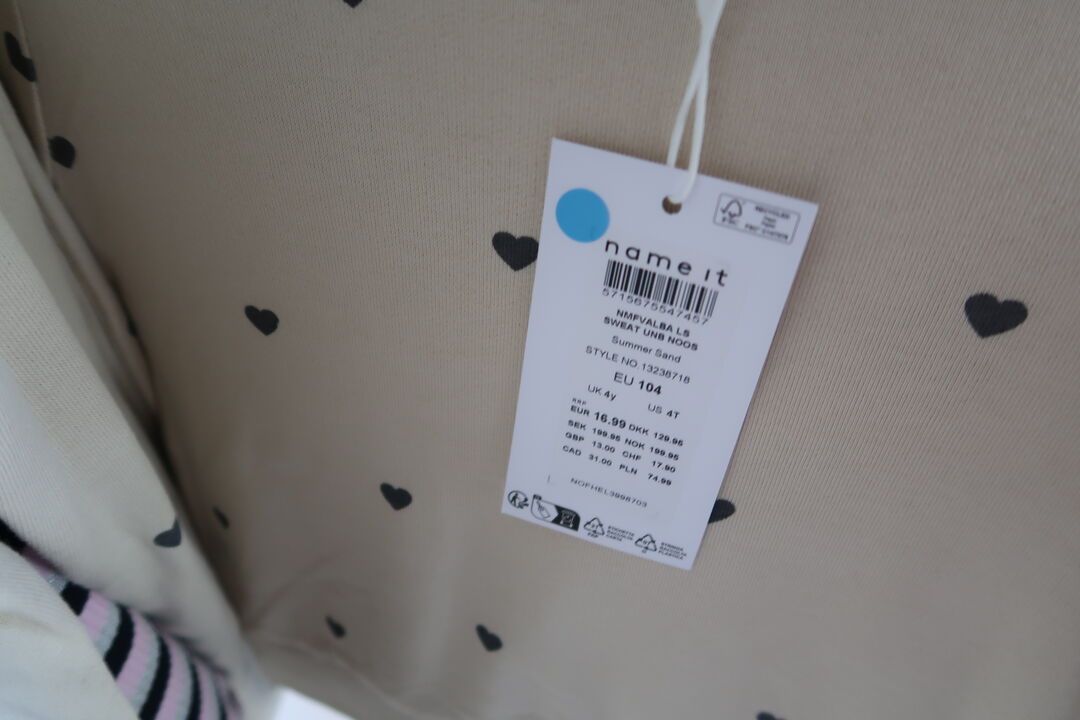 name it
5715675547457
NMFVALBA LS
SWEAT UNB NOOS
Summer Sand
STYLE NO.13238718
EU 104
UK 4y US 4T
RRP
EUR 16.99 DKK 129.95
SEK 199.95 NOK 199.95
GBP 13.00 CHF 17.90
CAD 31.00 PLN 74.99